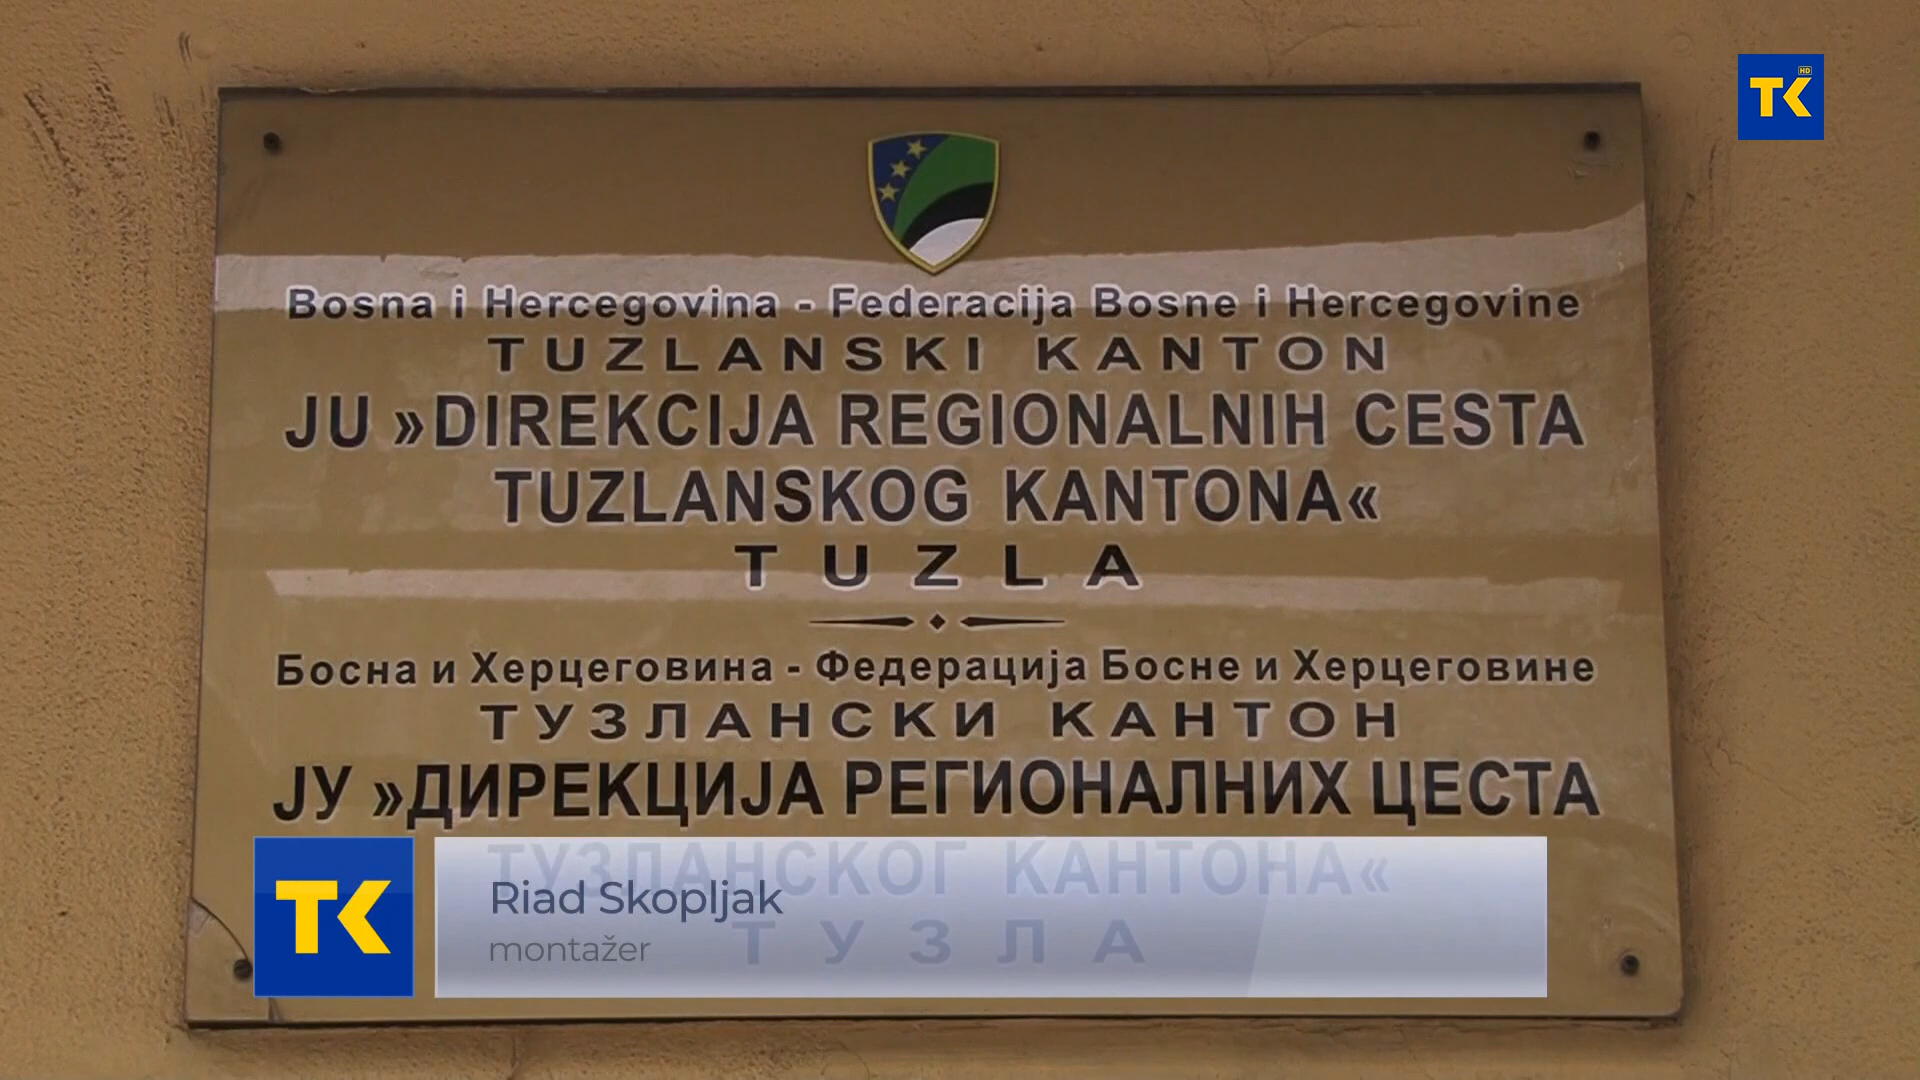 TK HD
Bosna i Hercegovina - Federacija Bosne i Hercegovine
TUZLANSKI KANTON
JU »DIREKCIJA REGIONALNIH CESTA
TUZLANSKOG KANTONA«
TUZLA
Босна и Херцеговина - Федерација Босне и Херцеговине
ТУЗЛАНСКИ КАНТОН
ЈУ »ДИРЕКЦИЈА РЕГИОНАЛНИХ ЦЕСТА
ТУЗЛАНСКОГ КАНТОНА«
ТУЗЛА
TK
Riad Skopljak
montažer